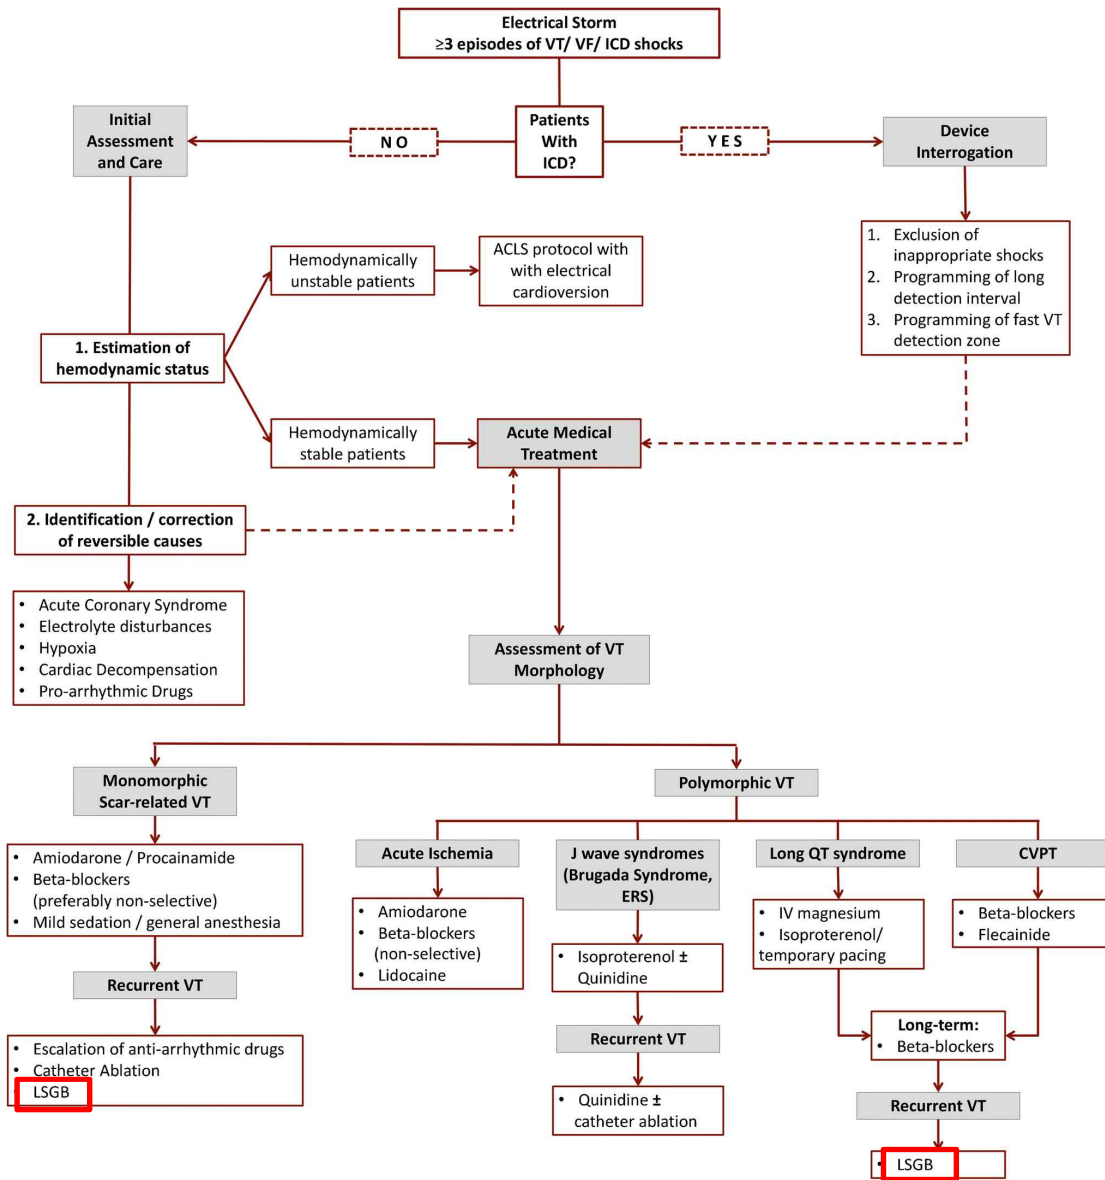 Electrical Storm
≥3 episodes of VT/ VF/ ICD shocks
Initial
Assessment
and Care
N O
Patients
With
ICD?
Y E S
Device
Interrogation
1. Exclusion of
inappropriate shocks
2. Programming of long
detection interval
3. Programming of fast VT
detection zone
Hemodynamically
unstable patients
ACLS protocol with
with electrical
cardioversion
1. Estimation of
hemodynamic status
Hemodynamically
stable patients
Acute Medical
Treatment
2. Identification / correction
of reversible causes
• Acute Coronary Syndrome
• Electrolyte disturbances
• Hypoxia
• Cardiac Decompensation
• Pro-arrhythmic Drugs
Assessment of VT
Morphology
Monomorphic
Scar-related VT
• Amiodarone / Procainamide
• Beta-blockers
(preferably non-selective)
• Mild sedation / general anesthesia
Recurrent VT
• Escalation of anti-arrhythmic drugs
• Catheter Ablation
LSGB
Polymorphic VT
Acute Ischemia
• Amiodarone
• Beta-blockers
(non-selective)
• Lidocaine
J wave syndromes
(Brugada Syndrome,
ERS)
• Isoproterenol ±
Quinidine
Recurrent VT
• Quinidine ±
catheter ablation
Long QT syndrome
• IV magnesium
• Isoproterenol/
temporary pacing
CVPT
• Beta-blockers
• Flecainide
Long-term:
• Beta-blockers
Recurrent VT
• LSGB